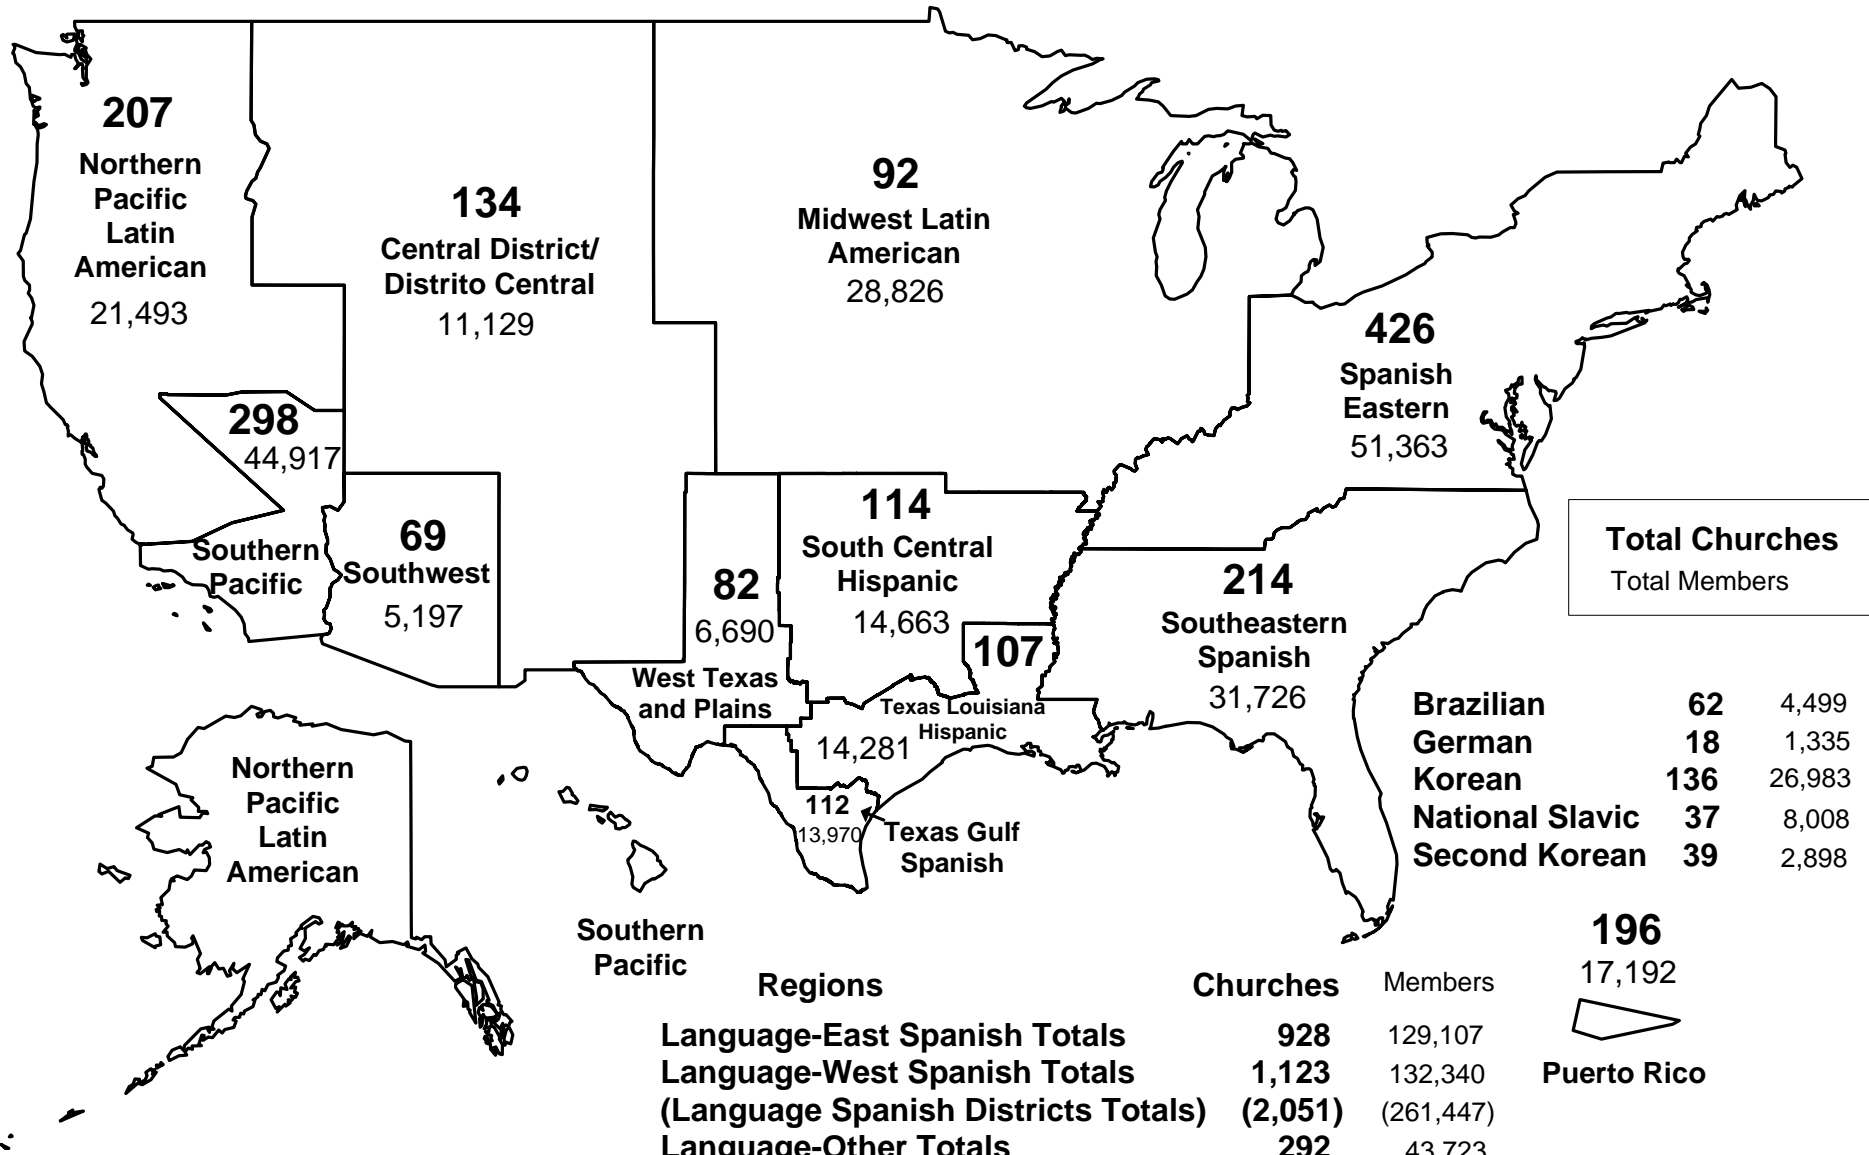 207
Northern
Pacific
Latin
American
21,493
134
Central District/
Distrito Central
11,129
92
Midwest Latin
American
28,826
426
Spanish
Eastern
51,363
298
44,917
Southern
Pacific
69
Southwest
5,197
82
6,690
West Texas
and Plains
114
South Central
Hispanic
14,663
107
Texas Louisiana
Hispanic
14,281
112
13,970
Texas Gulf
Spanish
214
Southeastern
Spanish
31,726
Total Churches
Total Members
Brazilian 62 4,499
German 18 1,335
Korean 136 26,983
National Slavic 37 8,008
Second Korean 39 2,898
Northern
Pacific
Latin
American
Southern
Pacific
196
17,192
Puerto Rico
Regions Churches Members
Language-East Spanish Totals 928 129,107
Language-West Spanish Totals 1,123 132,340
(Language Spanish Districts Totals) (2,051) (261,447)
Language-Other Totals 292 43,723